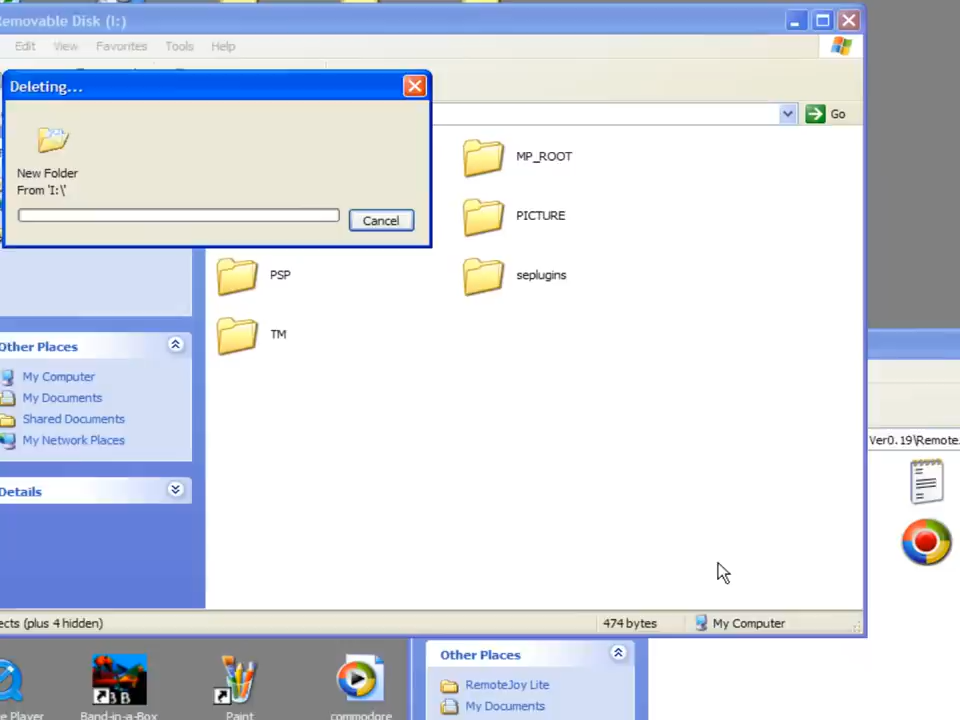 Removable Disk (I:)
Edit View Favorites Tools Help
Deleting...
Go
New Folder
From 'I:\'
Cancel
MP_ROOT
PICTURE
PSP
seplugins
TM
Other Places
My Computer
My Documents
Shared Documents
My Network Places
Details
Ver0.19\Remote
ects (plus 4 hidden)
474 bytes
My Computer
Other Places
RemoteJoy Lite
My Documents
e Player
Band-in-a-Box
Paint
commodore